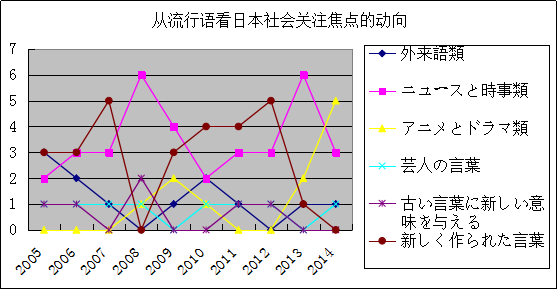 从流行语看日本社会关注焦点的动向
7
6
5
4
3
2
1
0
2005
2006
2007
2008
2009
2010
2011
2012
2013
2014
外来語類
ニュースと時事類
アニメとドラマ類
芸人の言葉
古い言葉に新しい意
味を与える
新しく作られた言葉